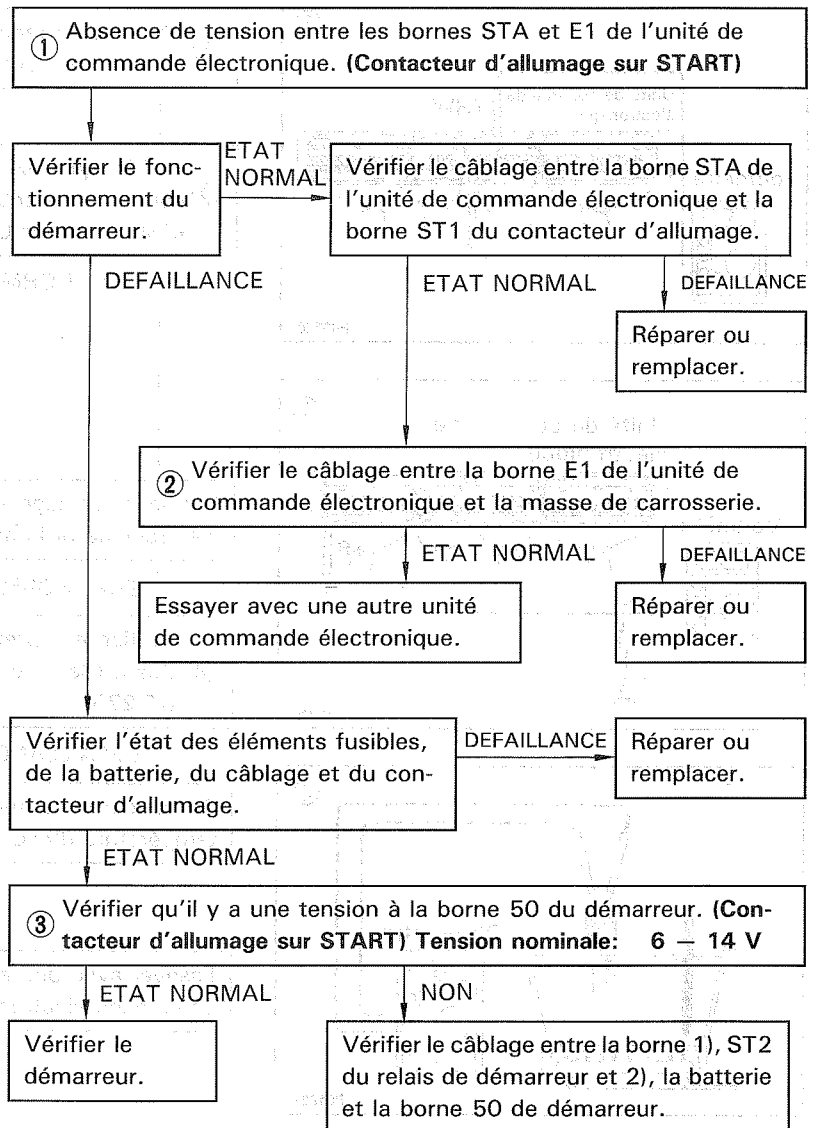 ① Absence de tension entre les bornes STA et E1 de l'unité de
commande électronique. (Contacteur d'allumage sur START)
Vérifier le fonc-
tionnement du
démarreur.
ETAT
NORMAL
Vérifier le câblage entre la borne STA de
l'unité de commande électronique et la
borne ST1 du contacteur d'allumage.
DEFAILLANCE
ETAT NORMAL
DEFAILLANCE
Réparer ou
remplacer.
② Vérifier le câblage entre la borne E1 de l'unité de
commande électronique et la masse de carrosserie.
ETAT NORMAL
DEFAILLANCE
Essayer avec une autre unité
de commande électronique.
Réparer ou
remplacer.
Vérifier l'état des éléments fusibles,
de la batterie, du câblage et du con-
tacteur d'allumage.
DEFAILLANCE
Réparer ou
remplacer.
ETAT NORMAL
③ Vérifier qu'il y a une tension à la borne 50 du démarreur. (Con-
tacteur d'allumage sur START) Tension nominale: 6 — 14 V
ETAT NORMAL
NON
Vérifier le
démarreur.
Vérifier le câblage entre la borne 1), ST2
du relais de démarreur et 2), la batterie
et la borne 50 de démarreur.